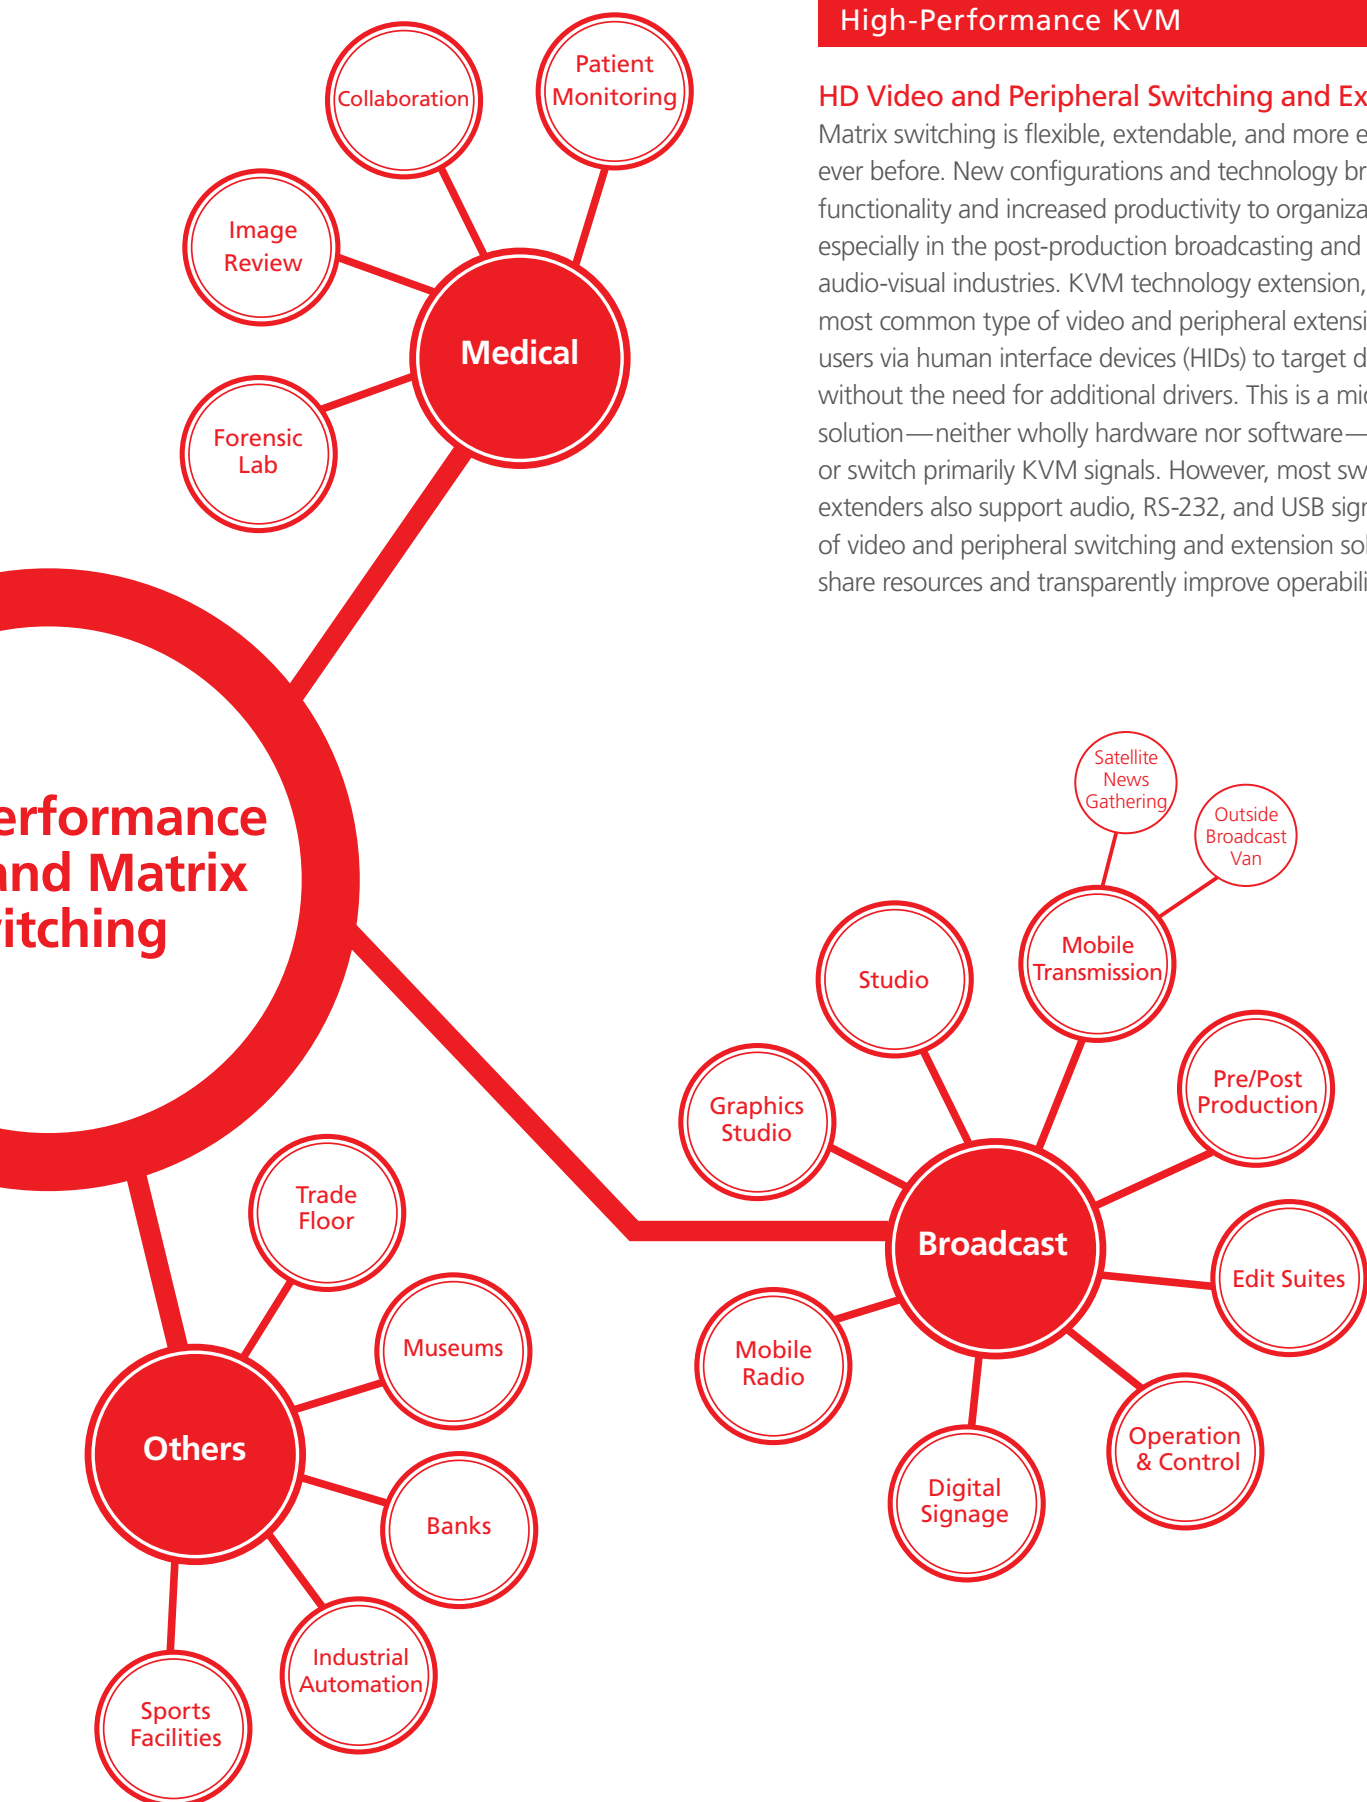 High-Performance KVM
HD Video and Peripheral Switching and Ex
Matrix switching is flexible, extendable, and more e
ever before. New configurations and technology br
functionality and increased productivity to organiza
especially in the post-production broadcasting and
audio-visual industries. KVM technology extension,
most common type of video and peripheral extensi
users via human interface devices (HIDs) to target d
without the need for additional drivers. This is a mi
solution—neither wholly hardware nor software—
or switch primarily KVM signals. However, most sw
extenders also support audio, RS-232, and USB sign
of video and peripheral switching and extension sol
share resources and transparently improve operabili
Collaboration
Patient
Monitoring
Image
Review
Medical
Forensic
Lab
erformance
and Matrix
itching
Satellite
News
Gathering
Outside
Broadcast
Van
Mobile
Transmission
Studio
Pre/Post
Production
Graphics
Studio
Broadcast
Edit Suites
Mobile
Radio
Operation
& Control
Digital
Signage
Trade
Floor
Museums
Others
Banks
Industrial
Automation
Sports
Facilities